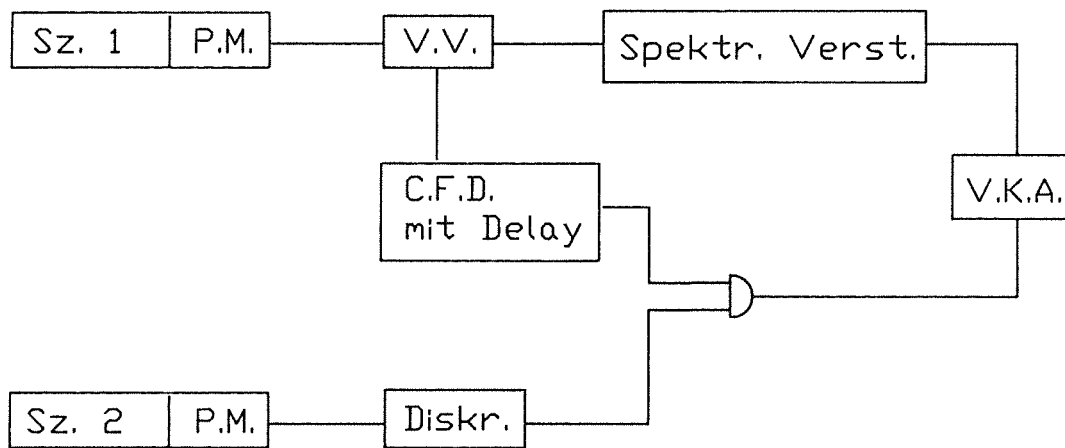 Sz. 1
P.M.
V.V.
Spektr. Verst.
C.F.D.
mit Delay
V.K.A.
Sz. 2
P.M.
Diskr.